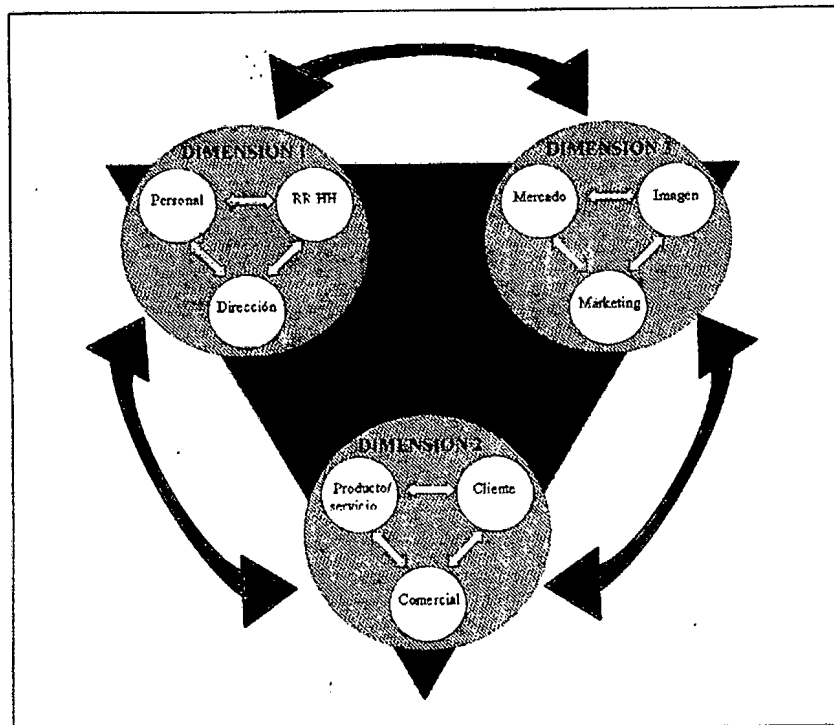 DIMENSION 1
Personal
RR HH
Dirección
DIMENSION 3
Mercado
Imagen
Marketing
DIMENSION 2
Producto/
servicio
Cliente
Comercial